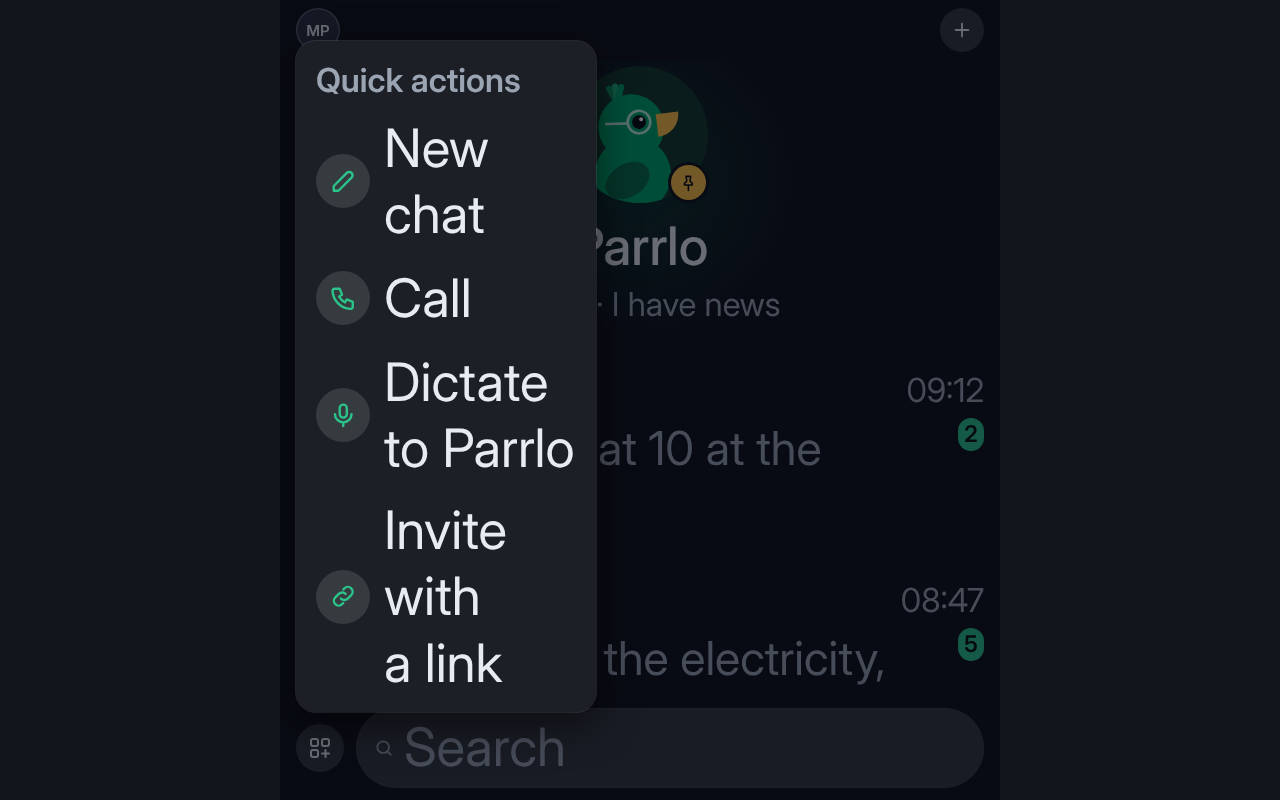 MP
Quick actions
New
chat
Call
Dictate
to Parrlo
Invite
with
a link
Parrlo
· I have news
09:12
at 10 at the
2
08:47
the electricity,
5
Search